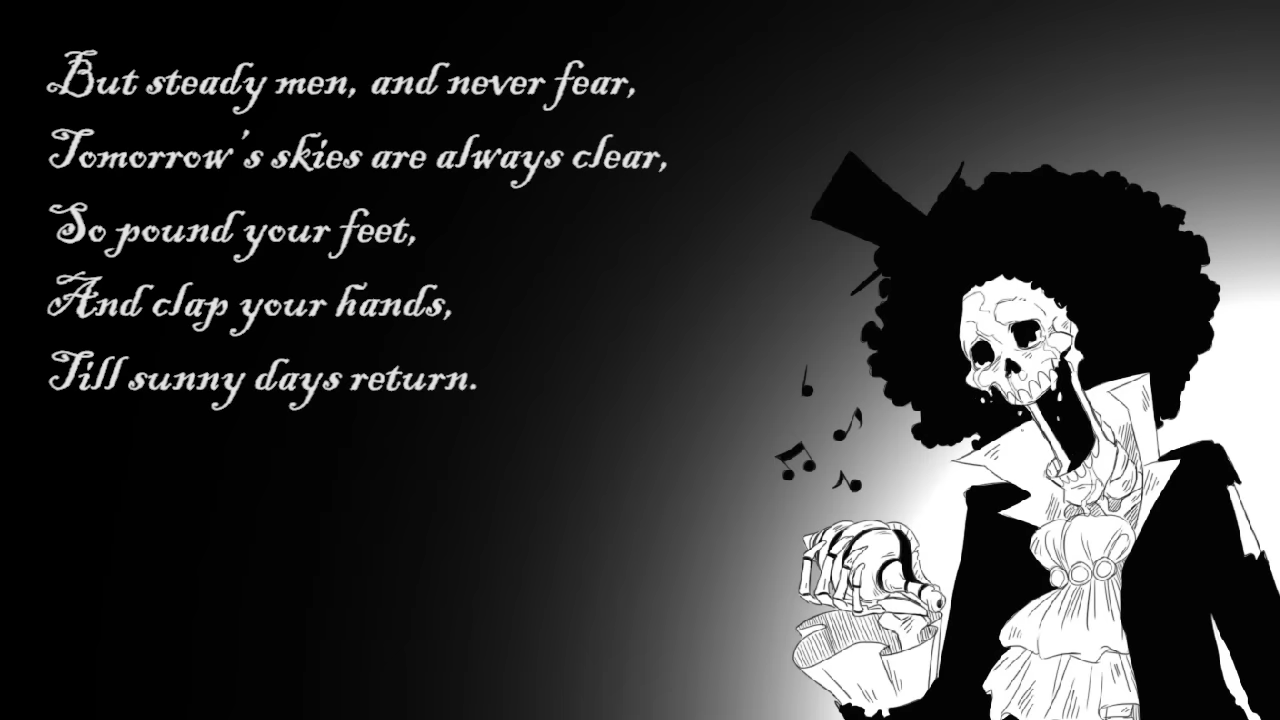 But steady men, and never fear,
Tomorrow's skies are always clear,
So pound your feet,
And clap your hands,
Till sunny days return.